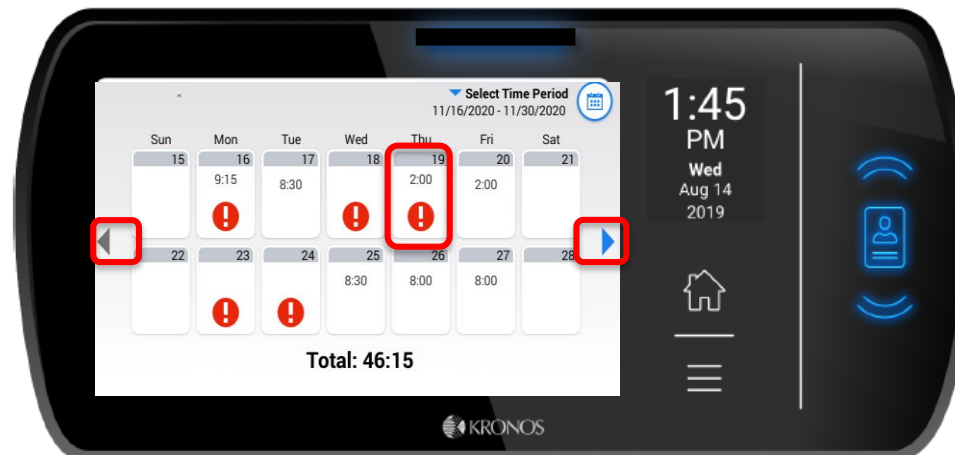 Select Time Period
11/16/2020 - 11/30/2020
Sun Mon Tue Wed Thu Fri Sat
15 16 17 18 19 20 21
9:15 8:30 2:00 2:00
22 23 24 25 26 27 28
8:30 8:00 8:00
Total: 46:15
1:45
PM
Wed
Aug 14
2019
KRONOS